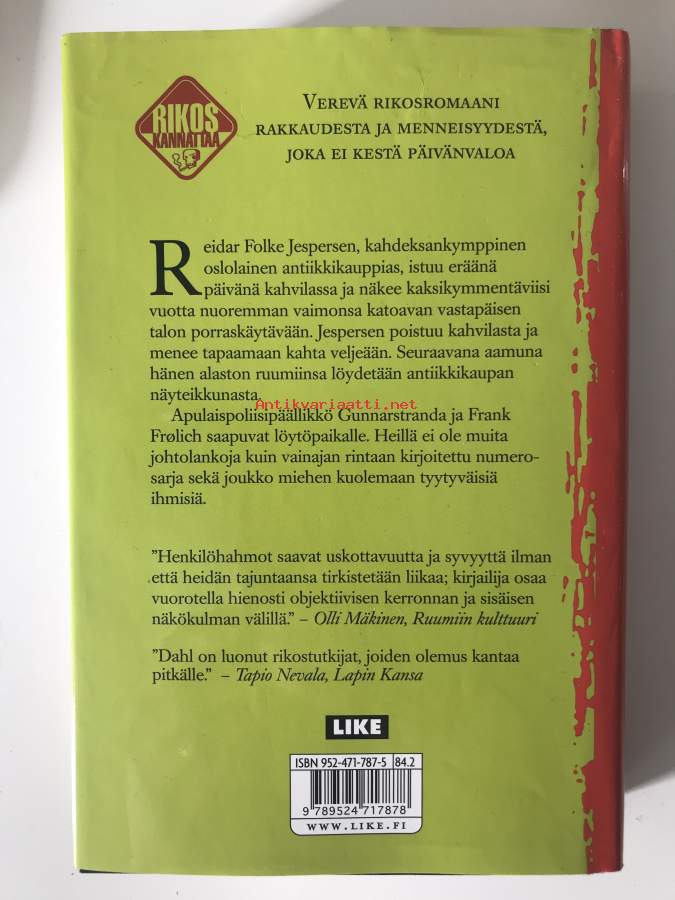 RIKOS
KANNATTAA
VEREVÄ RIKOSROMAANI
RAKKAUDESTA JA MENNEISYYDESTÄ,
JOKA EI KESTÄ PÄIVÄNVALOA
Reidar Folke Jespersen, kahdeksankymppinen
oslolainen antiikkikauppias, istuu eräänä
päivänä kahvilassa ja näkee kaksikymmentäviisi
vuotta nuoremman vaimonsa katoavan vastapäisen
talon porraskäytävään. Jespersen poistuu kahvilasta ja
menee tapaamaan kahta veljeään. Seuraavana aamuna
hänen alaston ruumiinsa löydetään antiikkikaupan
näyteikkunasta.
Antikvariaatti.net
Apulaispoliisipäällikkö Gunnarstranda ja Frank
Frølich saapuvat löytöpaikalle. Heillä ei ole muita
johtolankoja kuin vainajan rintaan kirjoitettu numero-
sarja sekä joukko miehen kuolemaan tyytyväisiä
ihmisiä.
”Henkilöhahmot saavat uskottavuutta ja syvyyttä ilman
että heidän tajuntaansa tirkistetään liikaa; kirjailija osaa
vuorotella hienosti objektiivisen kerronnan ja sisäisen
näkökulman välillä.” – Olli Mäkinen, Ruumiin kulttuuri
”Dahl on luonut rikostutkijat, joiden olemus kantaa
pitkälle.” – Tapio Nevala, Lapin Kansa
LIKE
ISBN 952-471-787-5 84.2
9 789524 717878
WWW.LIKE.FI